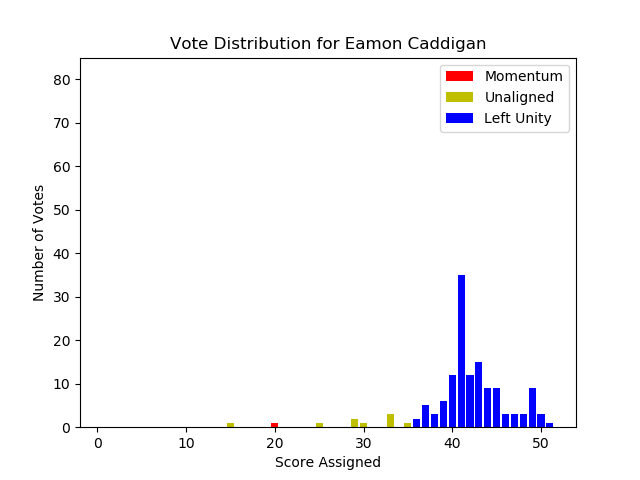 Vote Distribution for Eamon Caddigan
Momentum
Unaligned
Left Unity
Number of Votes
80
70
60
50
40
30
20
10
0
0 10 20 30 40 50
Score Assigned